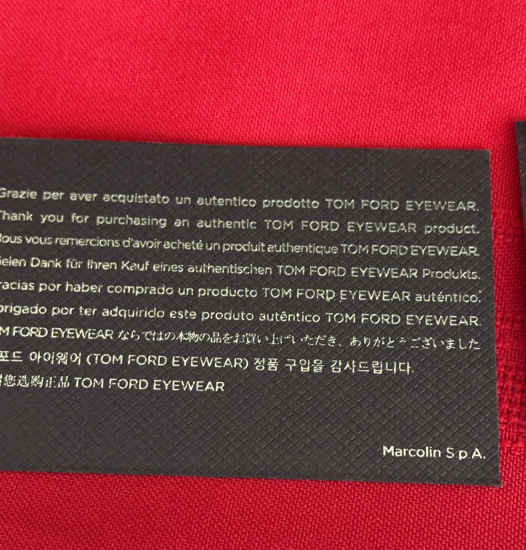 Grazie per aver acquistato un autentico prodotto TOM FORD EYEWEAR.
Thank you for purchasing an authentic TOM FORD EYEWEAR product.
Nous vous remercions d'avoir acheté un produit authentique TOM FORD EYEWEAR.
ielen Dank für Ihren Kauf eines authentischen TOM FORD EYEWEAR Produkts.
racias por haber comprado un producto TOM FORD EYEWEAR auténtico.
brigado por ter adquirido este produto autêntico TOM FORD EYEWEAR.
M FORD EYEWEAR ならではの本物の品をお買い上げいただき、ありがとうございました
포드 아이웨어 (TOM FORD EYEWEAR) 정품 구입을 감사드립니다.
您选购正品 TOM FORD EYEWEAR
Marcolin S.p.A.